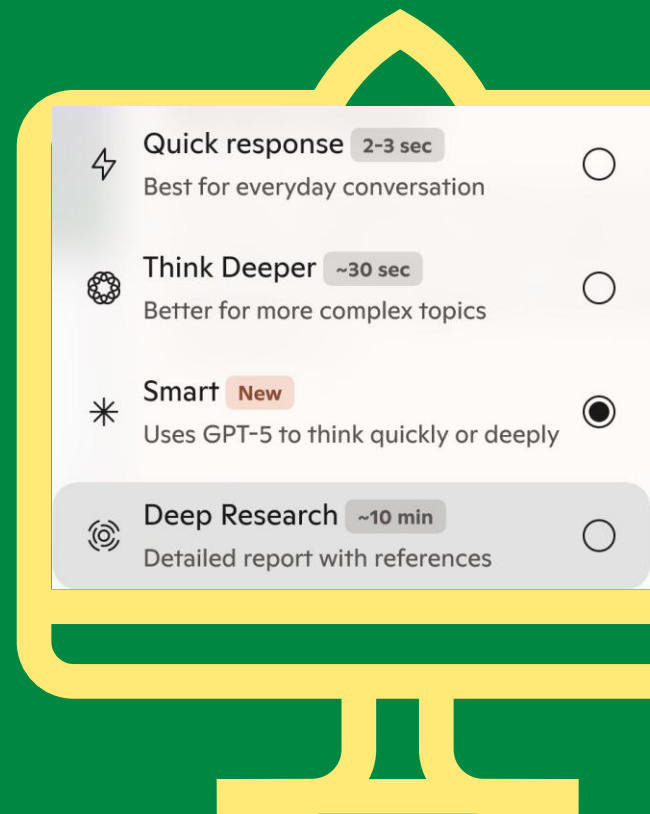 Quick response 2-3 sec
Best for everyday conversation
Think Deeper ~30 sec
Better for more complex topics
Smart New
Uses GPT-5 to think quickly or deeply
Deep Research ~10 min
Detailed report with references